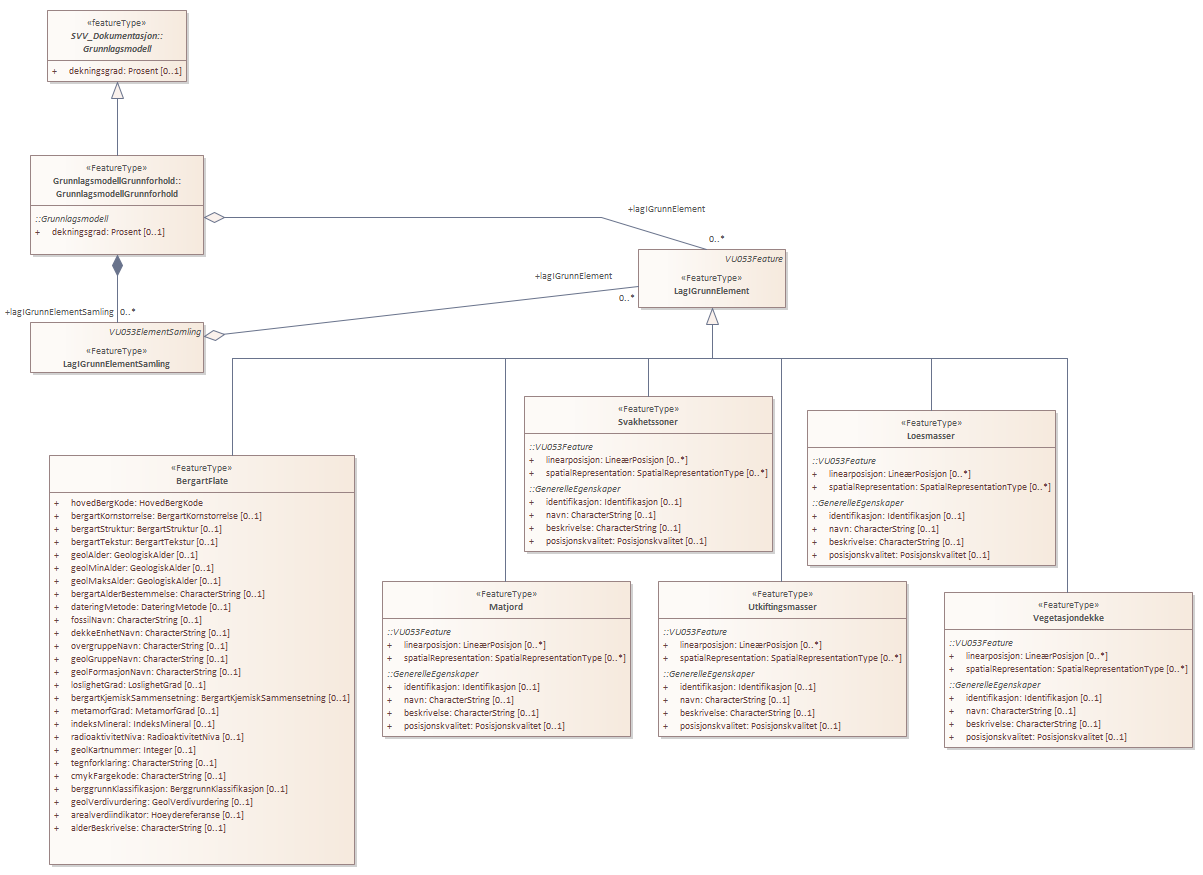 «featureType»
SVV_Dokumentasjon::
Grunnlagsmodell
+ dekningsgrad: Prosent [0..1]
«FeatureType»
GrunnlagsmodellGrunnforhold::
GrunnlagsmodellGrunnforhold
::Grunnlagsmodell
+ dekningsgrad: Prosent [0..1]
+lagIGrunnElement
0..*
VU053Feature
«FeatureType»
LagIGrunnElement
+lagIGrunnElement
0..*
+lagIGrunnElementSamling 0..*
VU053ElementSamling
«FeatureType»
LagIGrunnElementSamling
«FeatureType»
Svakhetssoner
::VU053Feature
+ linearposisjon: LineærPosisjon [0..*]
+ spatialRepresentation: SpatialRepresentationType [0..*]
::GenerelleEgenskaper
+ identifikasjon: Identifikasjon [0..1]
+ navn: CharacterString [0..1]
+ beskrivelse: CharacterString [0..1]
+ posisjonskvalitet: Posisjonskvalitet [0..1]
«FeatureType»
Loesmasser
::VU053Feature
+ linearposisjon: LineærPosisjon [0..*]
+ spatialRepresentation: SpatialRepresentationType [0..*]
::GenerelleEgenskaper
+ identifikasjon: Identifikasjon [0..1]
+ navn: CharacterString [0..1]
+ beskrivelse: CharacterString [0..1]
+ posisjonskvalitet: Posisjonskvalitet [0..1]
«FeatureType»
BergartFlate
+ hovedBergKode: HovedBergKode
+ bergartKornstorrelse: BergartKornstorrelse [0..1]
+ bergartStruktur: BergartStruktur [0..1]
+ bergartTekstur: BergartTekstur [0..1]
+ geolAlder: GeologiskAlder [0..1]
+ geolMinAlder: GeologiskAlder [0..1]
+ geolMaksAlder: GeologiskAlder [0..1]
+ bergartAlderBestemmelse: CharacterString [0..1]
+ dateringMetode: DateringMetode [0..1]
+ fossilNavn: CharacterString [0..1]
+ dekkeEnhetNavn: CharacterString [0..1]
+ overgruppeNavn: CharacterString [0..1]
+ geolGruppeNavn: CharacterString [0..1]
+ geolFormasjonNavn: CharacterString [0..1]
+ loslighetGrad: LoslighetGrad [0..1]
+ bergartKjemiskSammensetning: BergartKjemiskSammensetning [0..1]
+ metamorfGrad: MetamorfGrad [0..1]
+ indeksMineral: IndeksMineral [0..1]
+ radioaktivitetNiva: RadioaktivitetNiva [0..1]
+ geolKartnummer: Integer [0..1]
+ tegnforklaring: CharacterString [0..1]
+ cmykFargekode: CharacterString [0..1]
+ berggrunnKlassifikasjon: BerggrunnKlassifikasjon [0..1]
+ geolVerdivurdering: GeolVerdivurdering [0..1]
+ arealverdiindikator: Hoeydereferanse [0..1]
+ alderBeskrivelse: CharacterString [0..1]
«FeatureType»
Matjord
::VU053Feature
+ linearposisjon: LineærPosisjon [0..*]
+ spatialRepresentation: SpatialRepresentationType [0..*]
::GenerelleEgenskaper
+ identifikasjon: Identifikasjon [0..1]
+ navn: CharacterString [0..1]
+ beskrivelse: CharacterString [0..1]
+ posisjonskvalitet: Posisjonskvalitet [0..1]
«FeatureType»
Utkiftingsmasser
::VU053Feature
+ linearposisjon: LineærPosisjon [0..*]
+ spatialRepresentation: SpatialRepresentationType [0..*]
::GenerelleEgenskaper
+ identifikasjon: Identifikasjon [0..1]
+ navn: CharacterString [0..1]
+ beskrivelse: CharacterString [0..1]
+ posisjonskvalitet: Posisjonskvalitet [0..1]
«FeatureType»
Vegetasjondekke
::VU053Feature
+ linearposisjon: LineærPosisjon [0..*]
+ spatialRepresentation: SpatialRepresentationType [0..*]
::GenerelleEgenskaper
+ identifikasjon: Identifikasjon [0..1]
+ navn: CharacterString [0..1]
+ beskrivelse: CharacterString [0..1]
+ posisjonskvalitet: Posisjonskvalitet [0..1]